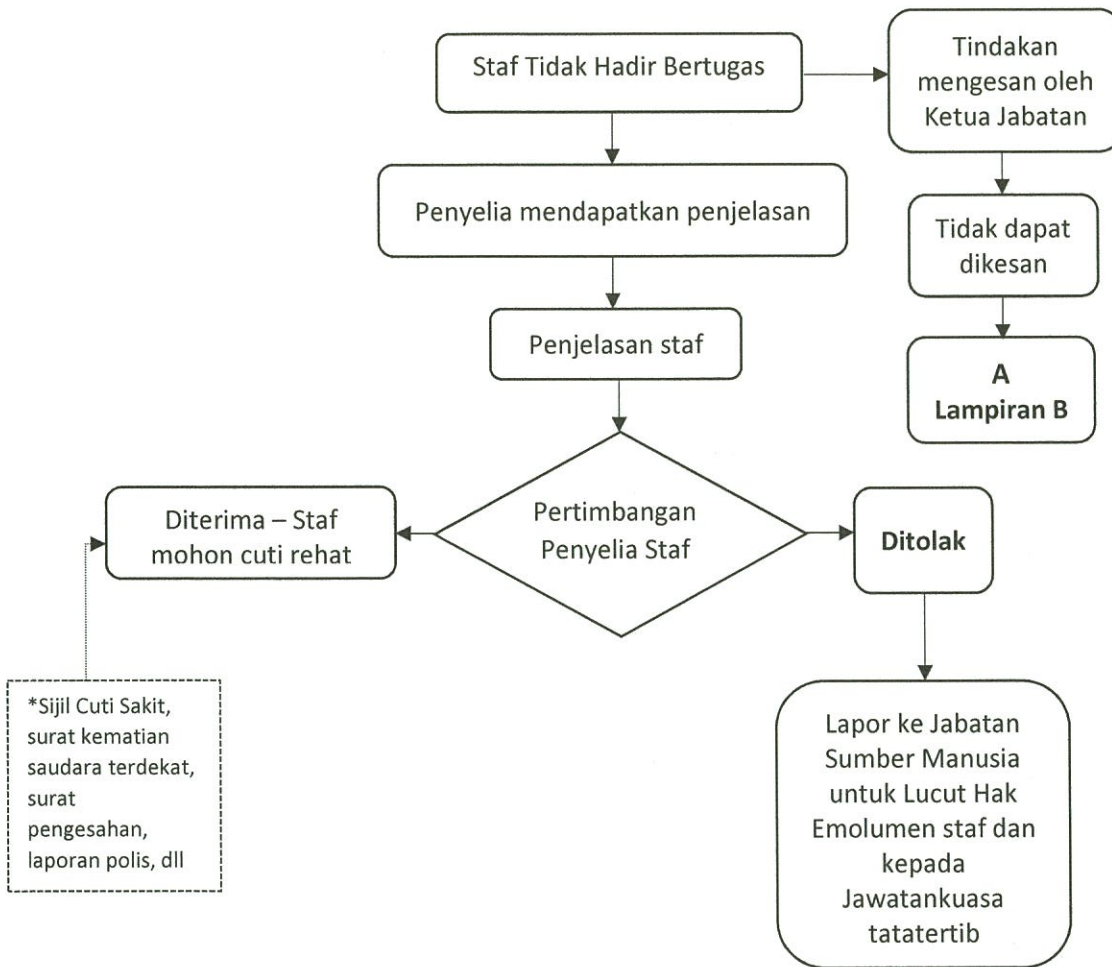 Staf Tidak Hadir Bertugas
Tindakan
mengesan oleh
Ketua Jabatan
Penyelia mendapatkan penjelasan
Tidak dapat
dikesan
Penjelasan staf
A
Lampiran B
Pertimbangan
Penyelia Staf
Diterima – Staf
mohon cuti rehat
Ditolak
*Sijil Cuti Sakit,
surat kematian
saudara terdekat,
surat
pengesahan,
laporan polis, dll
Lapor ke Jabatan
Sumber Manusia
untuk Lucut Hak
Emolumen staf dan
kepada
Jawatankuasa
tatatertib